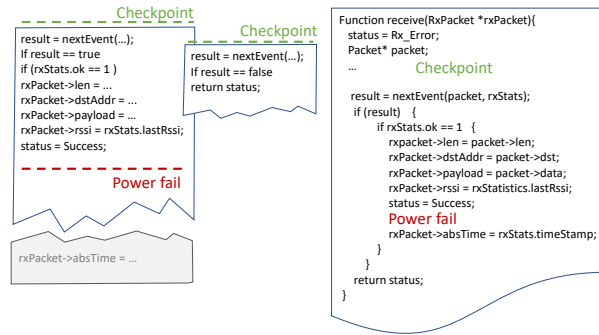 Checkpoint
result = nextEvent(…);
If result == true
if (rxStats.ok == 1 )
rxPacket->len = …
rxPacket->dstAddr = …
rxPacket->payload = …
rxPacket->rssi = rxStats.lastRssi;
status = Success;
Power fail
rxPacket->absTime = …
Checkpoint
result = nextEvent(…);
If result == false
return status;
Function receive(RxPacket *rxPacket){
status = Rx_Error;
Packet* packet;
…
Checkpoint
result = nextEvent(packet, rxStats);
if (result) {
if rxStats.ok == 1 {
rxpacket->len = packet->len;
rxPacket->dstAddr = packet->dst;
rxPacket->payload = packet->data;
rxPacket->rssi = rxStatistics.lastRssi;
status = Success;
Power fail
rxPacket->absTime = rxStats.timeStamp;
}
}
return status;
}